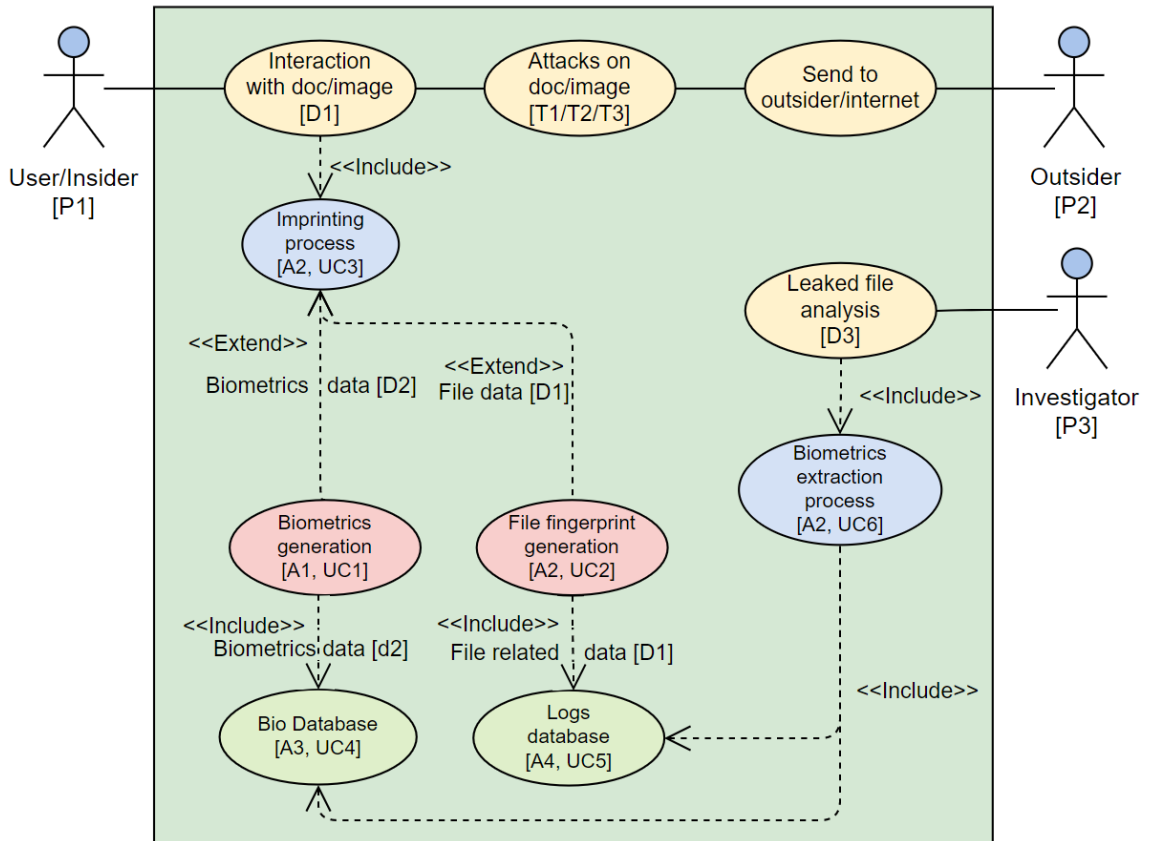 Interaction
with doc/image
[D1]
Attacks on
doc/image
[T1/T2/T3]
Send to
outsider/internet
User/Insider
[P1]
Outsider
[P2]
<<Include>>
Imprinting
process
[A2, UC3]
Leaked file
analysis
[D3]
Investigator
[P3]
<<Extend>>
Biometrics data [D2]
<<Extend>>
File data [D1]
<<Include>>
Biometrics
extraction
process
[A2, UC6]
Biometrics
generation
[A1, UC1]
File fingerprint
generation
[A2, UC2]
<<Include>>
Biometrics data [d2]
<<Include>>
File related data [D1]
<<Include>>
Bio Database
[A3, UC4]
Logs
database
[A4, UC5]